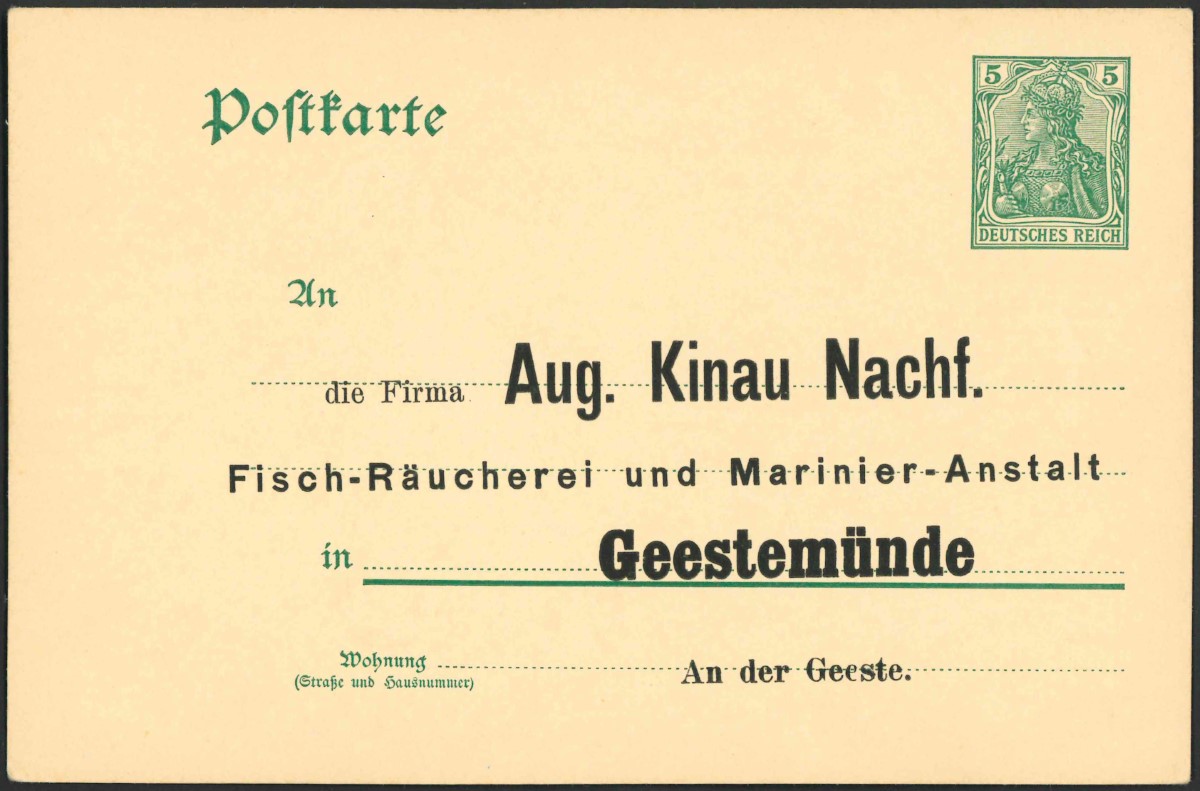 Postkarte
5 5
DEUTSCHES REICH
An
die Firma Aug. Kinau Nachf.
Fisch-Räucherei und Marinier-Anstalt
in Geestemünde
Wohnung An der Geeste.
(Straße und Hausnummer)